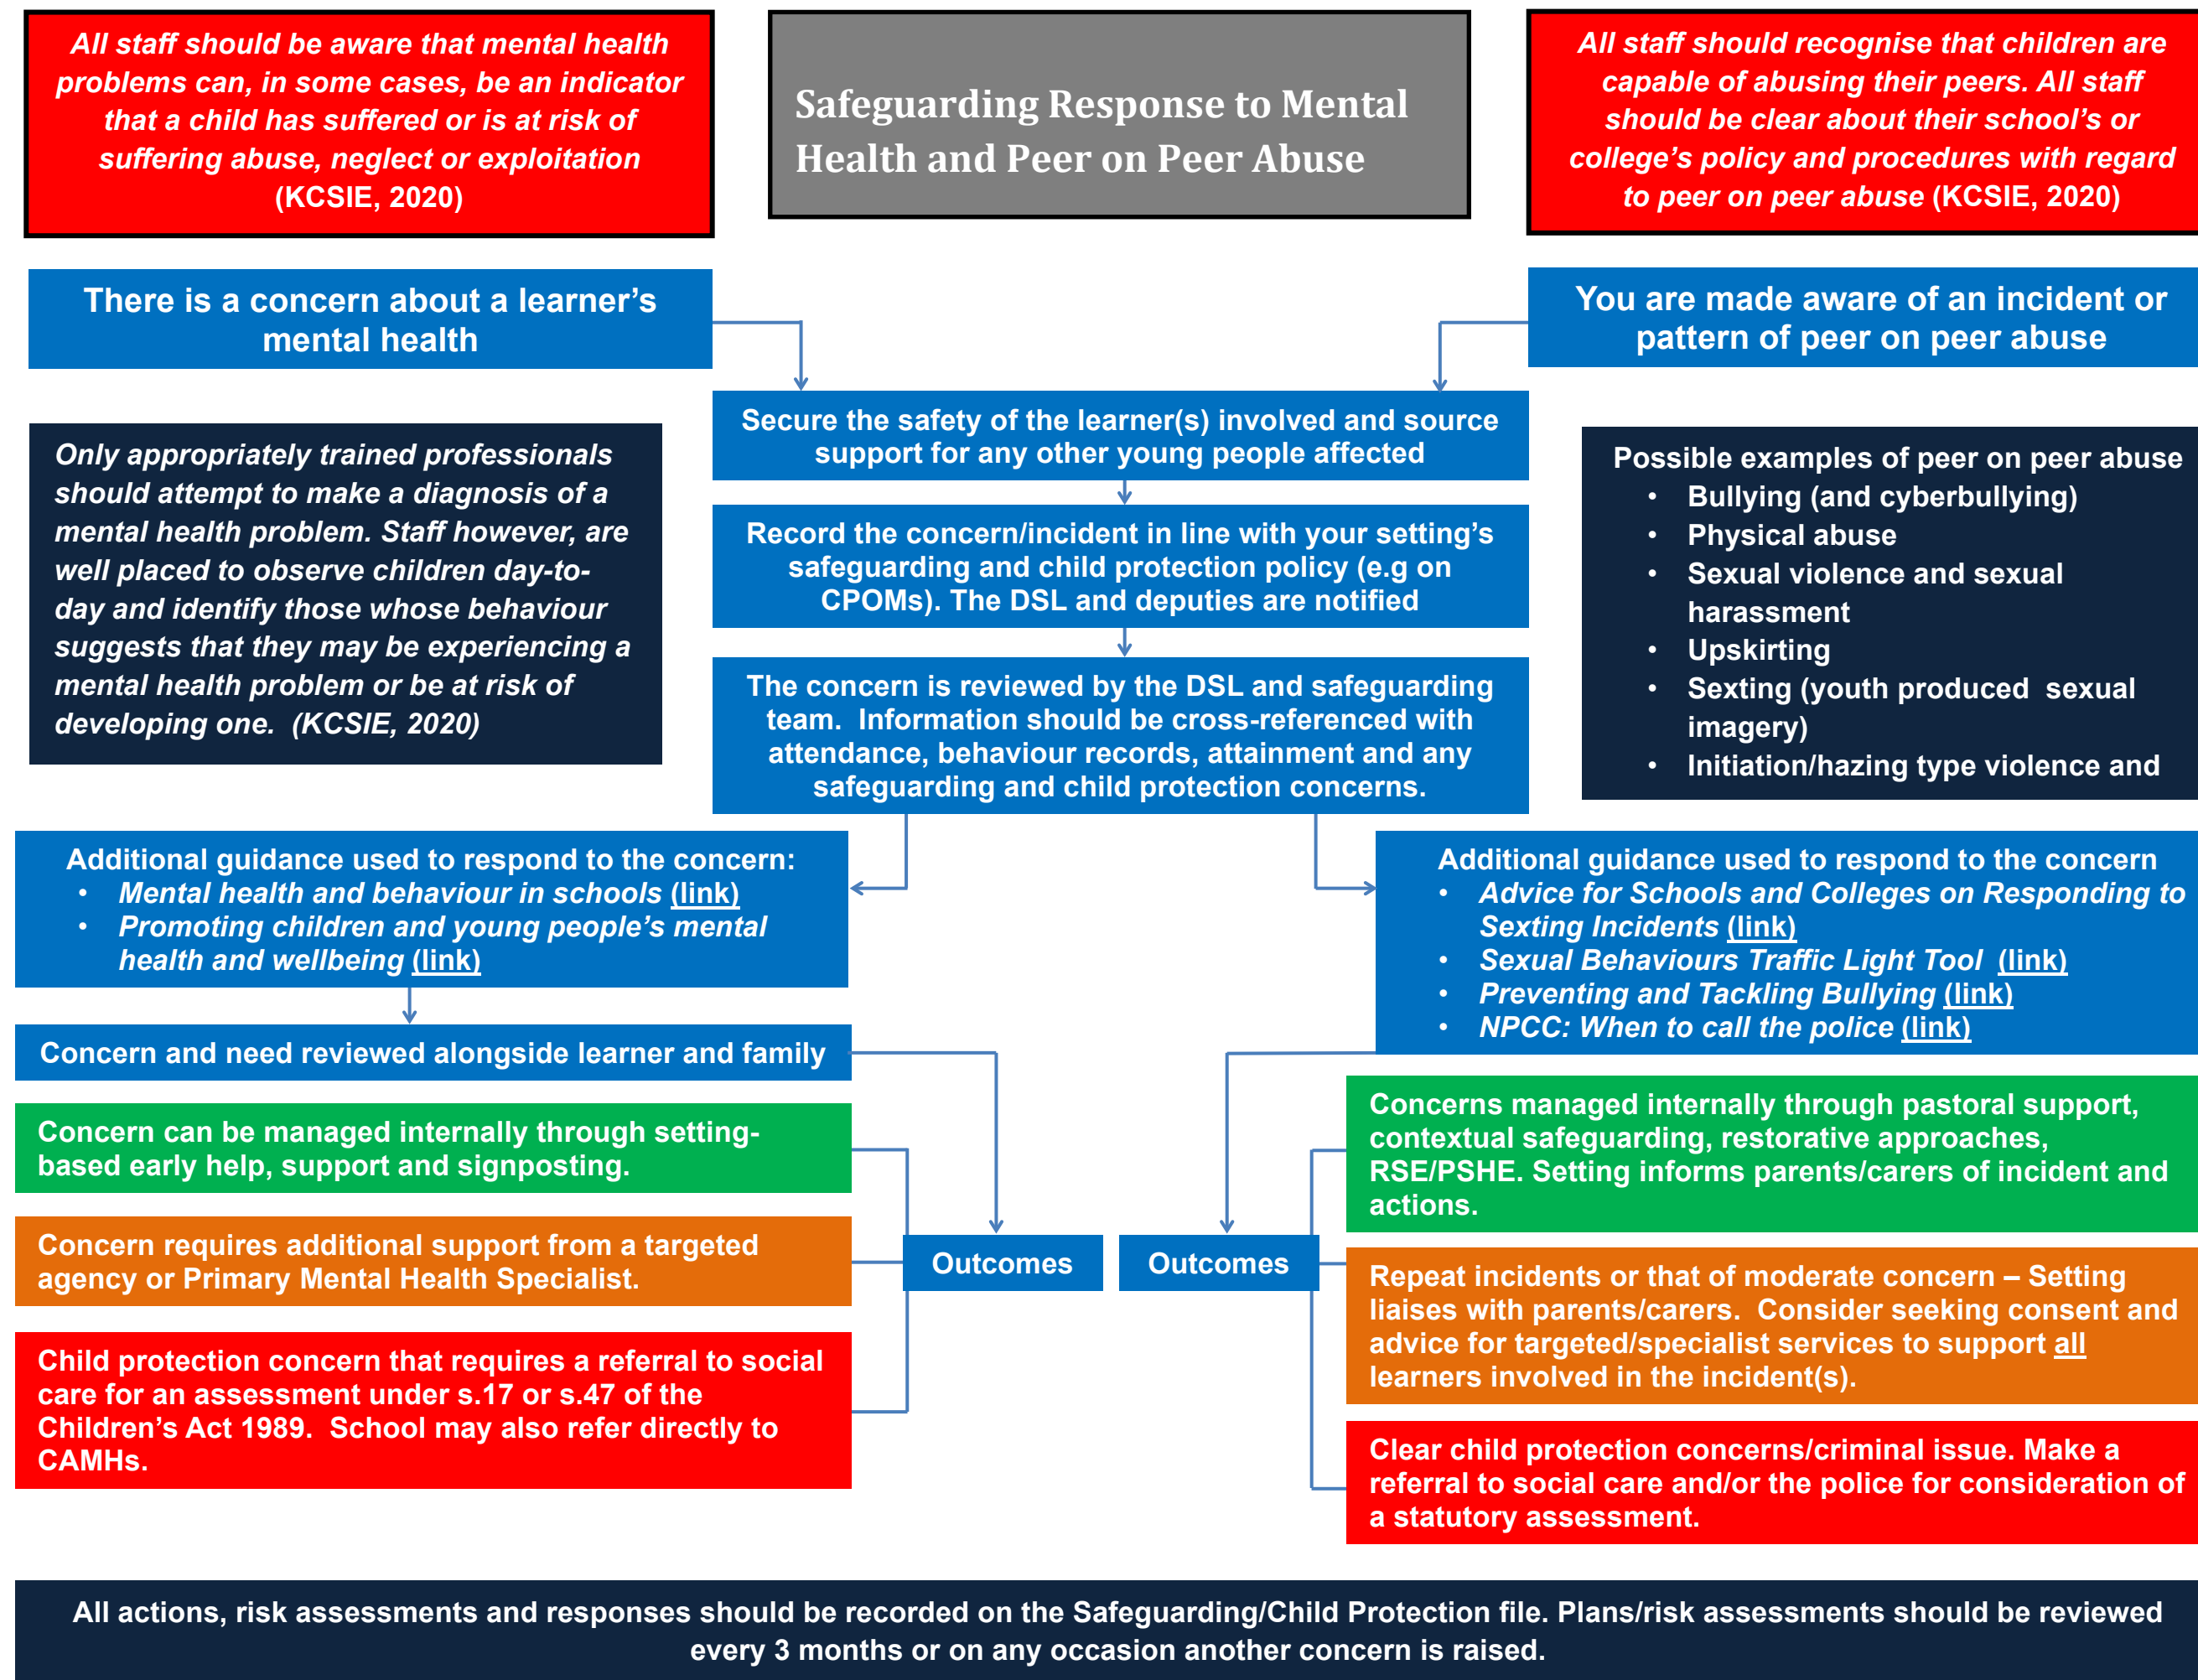 All staff should be aware that mental health
problems can, in some cases, be an indicator
that a child has suffered or is at risk of
suffering abuse, neglect or exploitation
(KCSIE, 2020)
Safeguarding Response to Mental
Health and Peer on Peer Abuse
All staff should recognise that children are
capable of abusing their peers. All staff
should be clear about their school’s or
college’s policy and procedures with regard
to peer on peer abuse (KCSIE, 2020)
There is a concern about a learner’s
mental health
You are made aware of an incident or
pattern of peer on peer abuse
Secure the safety of the learner(s) involved and source
support for any other young people affected
Only appropriately trained professionals
should attempt to make a diagnosis of a
mental health problem. Staff however, are
well placed to observe children day-to-
day and identify those whose behaviour
suggests that they may be experiencing a
mental health problem or be at risk of
developing one.  (KCSIE, 2020)
Record the concern/incident in line with your setting’s
safeguarding and child protection policy (e.g on
CPOMs). The DSL and deputies are notified
Possible examples of peer on peer abuse
• Bullying (and cyberbullying)
• Physical abuse
• Sexual violence and sexual
harassment
• Upskirting
• Sexting (youth produced  sexual
imagery)
• Initiation/hazing type violence and
The concern is reviewed by the DSL and safeguarding
team.  Information should be cross-referenced with
attendance, behaviour records, attainment and any
safeguarding and child protection concerns.
Additional guidance used to respond to the concern:
• Mental health and behaviour in schools (link)
• Promoting children and young people’s mental
health and wellbeing (link)
Additional guidance used to respond to the concern
• Advice for Schools and Colleges on Responding to
Sexting Incidents (link)
• Sexual Behaviours Traffic Light Tool  (link)
• Preventing and Tackling Bullying (link)
• NPCC: When to call the police (link)
Concern and need reviewed alongside learner and family
Concern can be managed internally through setting-
based early help, support and signposting.
Concern requires additional support from a targeted
agency or Primary Mental Health Specialist.
Child protection concern that requires a referral to social
care for an assessment under s.17 or s.47 of the
Children’s Act 1989.  School may also refer directly to
CAMHs.
Outcomes
Outcomes
Concerns managed internally through pastoral support,
contextual safeguarding, restorative approaches,
RSE/PSHE. Setting informs parents/carers of incident and
actions.
Repeat incidents or that of moderate concern – Setting
liaises with parents/carers.  Consider seeking consent and
advice for targeted/specialist services to support all
learners involved in the incident(s).
Clear child protection concerns/criminal issue. Make a
referral to social care and/or the police for consideration of
a statutory assessment.
All actions, risk assessments and responses should be recorded on the Safeguarding/Child Protection file. Plans/risk assessments should be reviewed
every 3 months or on any occasion another concern is raised.